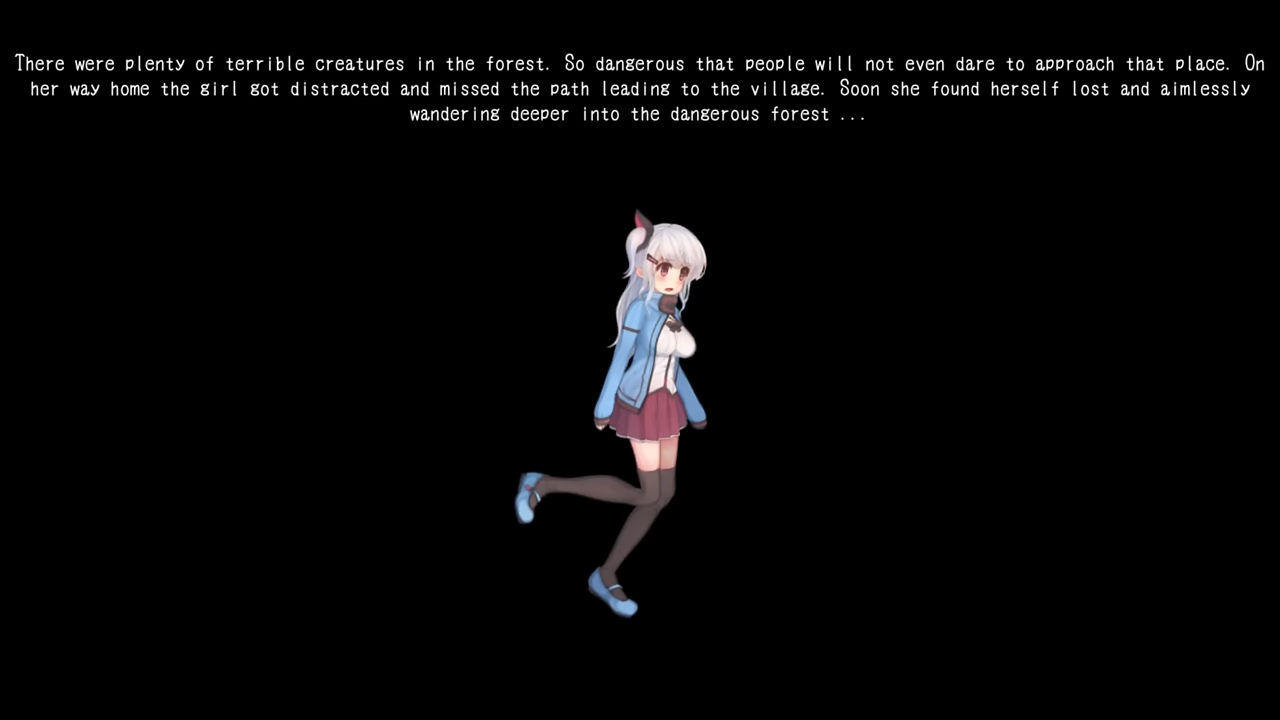 There were plenty of terrible creatures in the forest. So dangerous that people will not even dare to approach that place. On
her way home the girl got distracted and missed the path leading to the village. Soon she found herself lost and aimlessly
wandering deeper into the dangerous forest ...